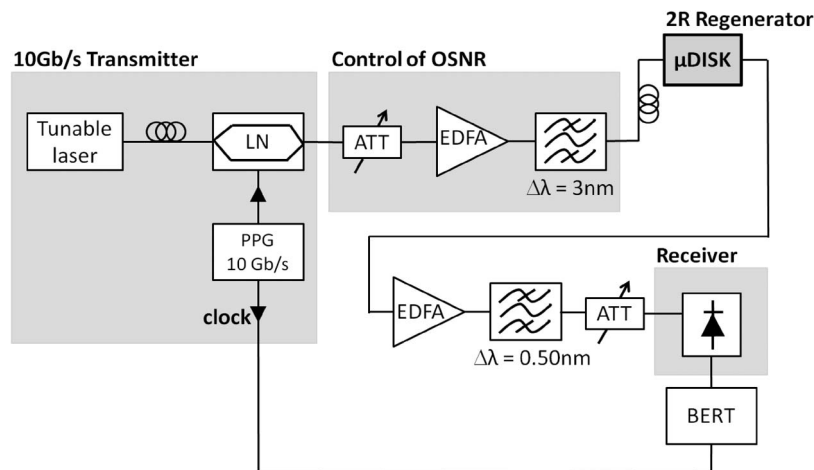 2R Regenerator
10Gb/s Transmitter
Control of OSNR
μDISK
Tunable
laser
LN
ATT
EDFA
Δλ = 3nm
PPG
10 Gb/s
clock
Receiver
EDFA
ATT
Δλ = 0.50nm
BERT